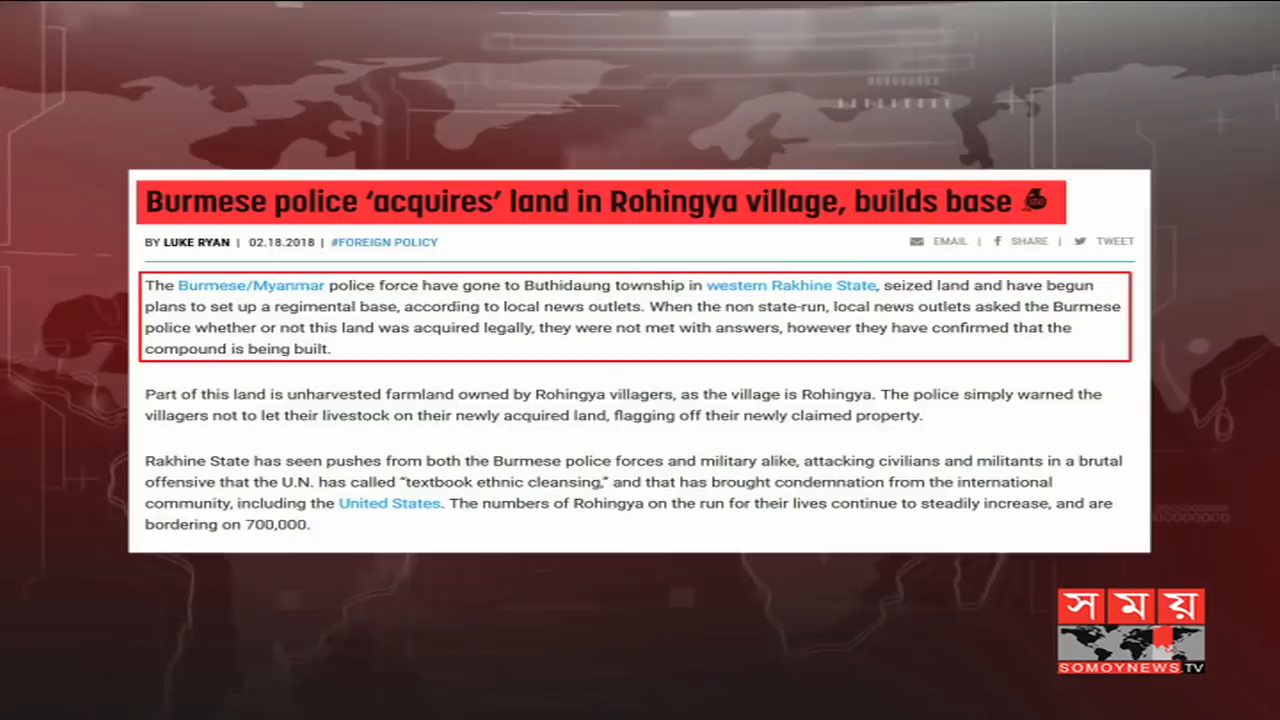 Burmese police ‘acquires’ land in Rohingya village, builds base
BY LUKE RYAN | 02.18.2018 | #FOREIGN POLICY
EMAIL | SHARE | TWEET
The Burmese/Myanmar police force have gone to Buthidaung township in western Rakhine State, seized land and have begun
plans to set up a regimental base, according to local news outlets. When the non state-run, local news outlets asked the Burmese
police whether or not this land was acquired legally, they were not met with answers, however they have confirmed that the
compound is being built.
Part of this land is unharvested farmland owned by Rohingya villagers, as the village is Rohingya. The police simply warned the
villagers not to let their livestock on their newly acquired land, flagging off their newly claimed property.
Rakhine State has seen pushes from both the Burmese police forces and military alike, attacking civilians and militants in a brutal
offensive that the U.N. has called “textbook ethnic cleansing,” and that has brought condemnation from the international
community, including the United States. The numbers of Rohingya on the run for their lives continue to steadily increase, and are
bordering on 700,000.
সময়
SOMOYNEWS.TV